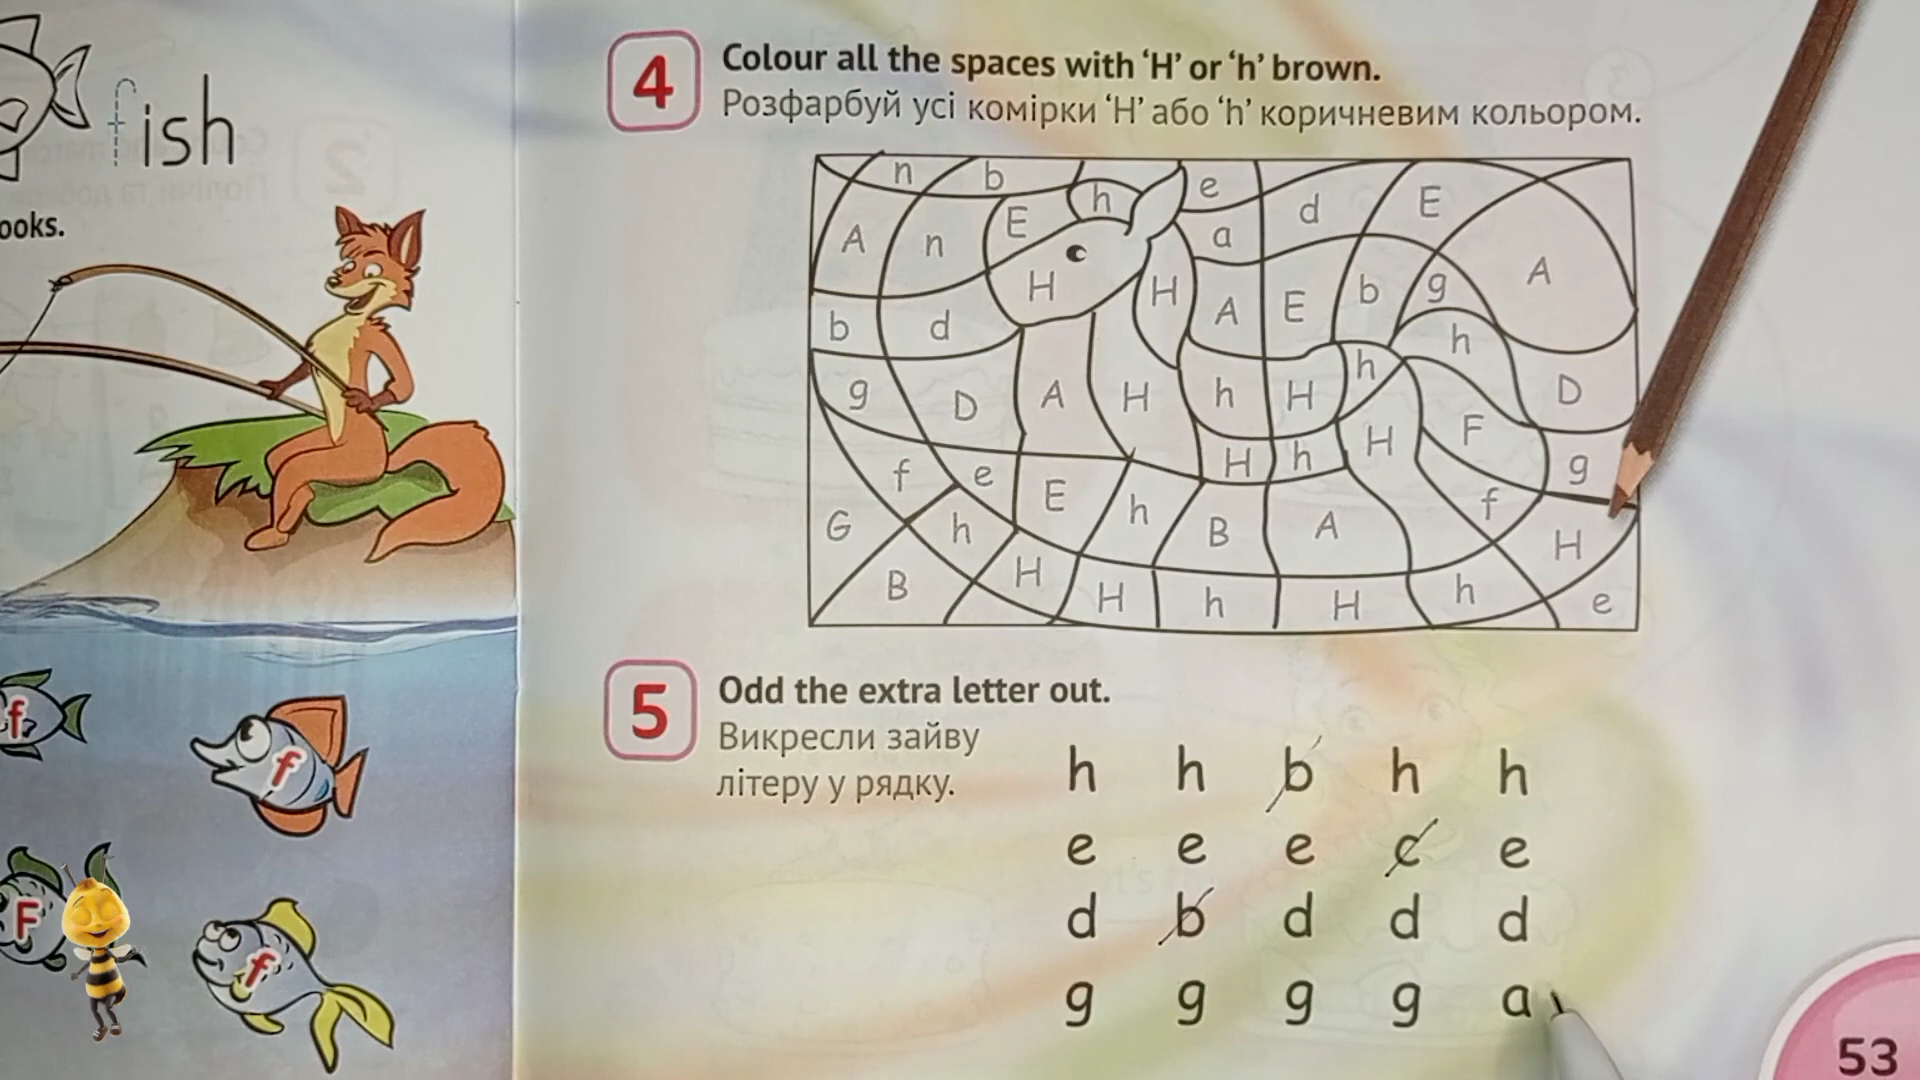 fish
ooks.
f
f
F
f
4 Colour all the spaces with ‘H’ or ‘h’ brown.
Розфарбуй усі комірки ‘H’ або ‘h’ коричневим кольором.
n b h e d E
A n E a A
H H A E b g
b d h
g D A H h H h D
H h H F g
f e E h B A f
G h H
B H H h H h e
5 Odd the extra letter out.
Викресли зайву
літеру у рядку.
h h b h h
e e e c e
d b d d d
g g g g a
53